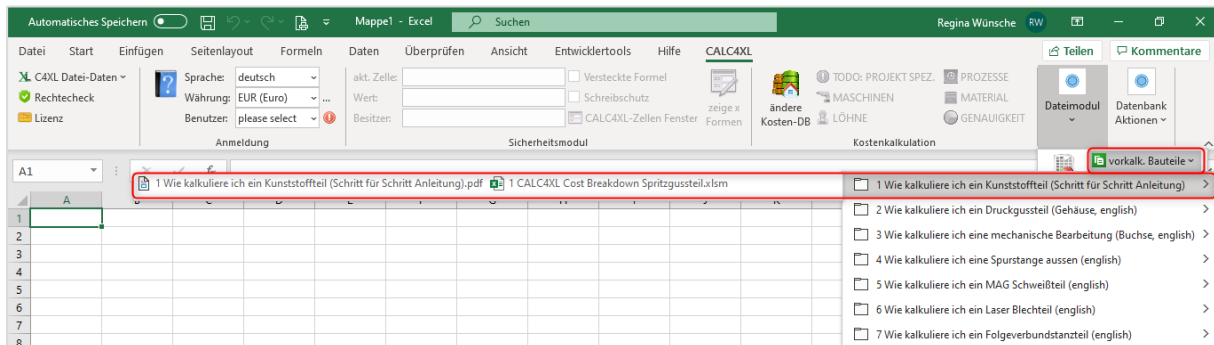 Automatisches Speichern Mappe1 - Excel Suchen Regina Wünsche RW
Datei Start Einfügen Seitenlayout Formeln Daten Überprüfen Ansicht Entwicklertools Hilfe CALC4XL Teilen Kommentare
C4XL Datei-Daten Sprache: deutsch akt. Zelle: Versteckte Formel TODO: PROJEKT SPEZ. PROZESSE
Rechtecheck Währung: EUR (Euro) ... Wert: Schreibschutz MASCHINEN MATERIAL
Lizenz Benutzer: please select Besitzer: CALC4XL-Zellen Fenster LÖHNE GENAUIGKEIT
zeige x Formen
ändere Kosten-DB
Dateimodul
Datenbank Aktionen
Anmeldung Sicherheitsmodul Kostenkalkulation
vorkalk. Bauteile
A1
1 Wie kalkuliere ich ein Kunststoffteil (Schritt für Schritt Anleitung).pdf 1 CALC4XL Cost Breakdown Spritzgussteil.xlsm 1 Wie kalkuliere ich ein Kunststoffteil (Schritt für Schritt Anleitung)
A
1 2 Wie kalkuliere ich ein Druckgussteil (Gehäuse, english)
2
3 3 Wie kalkuliere ich eine mechanische Bearbeitung (Buchse, english)
4 4 Wie kalkuliere ich eine Spurstange aussen (english)
5 5 Wie kalkuliere ich ein MAG Schweißteil (english)
6 6 Wie kalkuliere ich ein Laser Blechteil (english)
7 7 Wie kalkuliere ich ein Folgeverbundstanzteil (english)
8